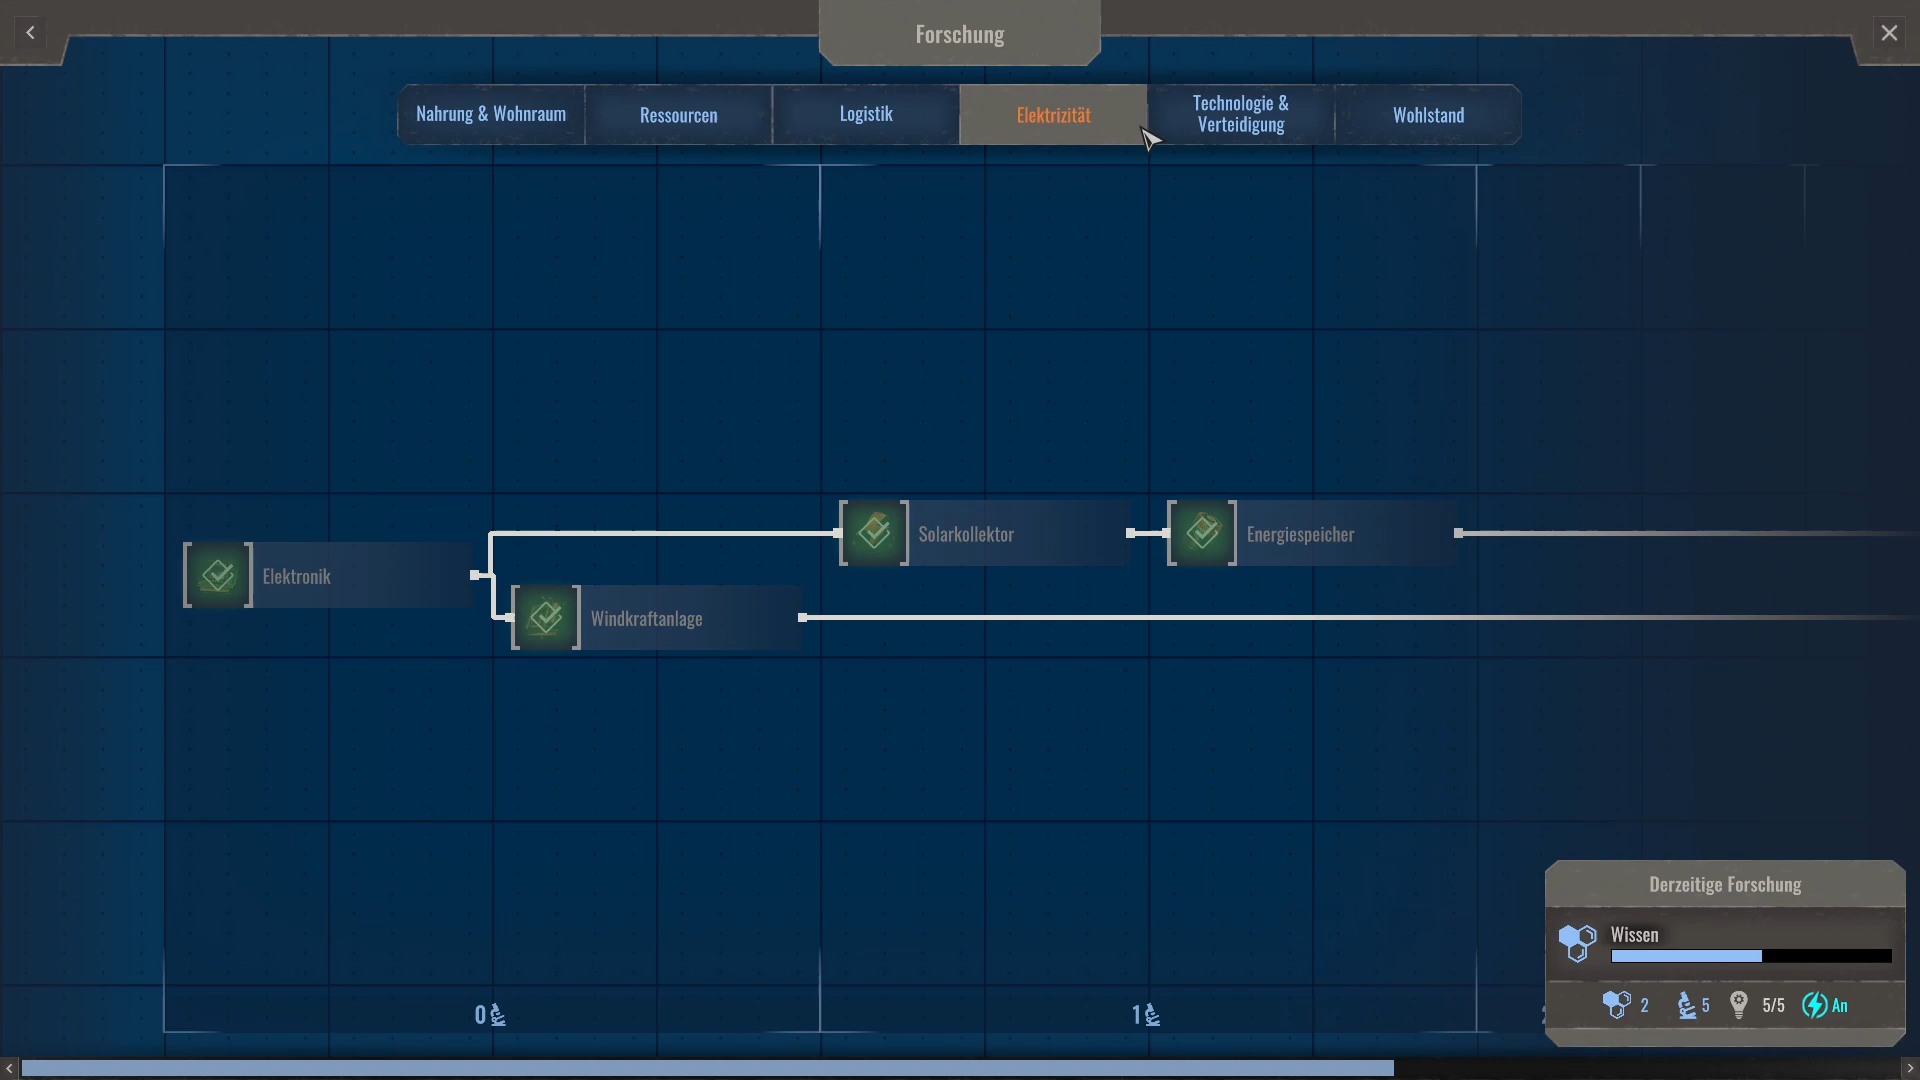 Forschung
Nahrung & Wohnraum
Ressourcen
Logistik
Elektrizität
Technologie &
Verteidigung
Wohlstand
Solarkollektor
Energiespeicher
Elektronik
Windkraftanlage
Derzeitige Forschung
Wissen
2
5
5/5
An
0
1